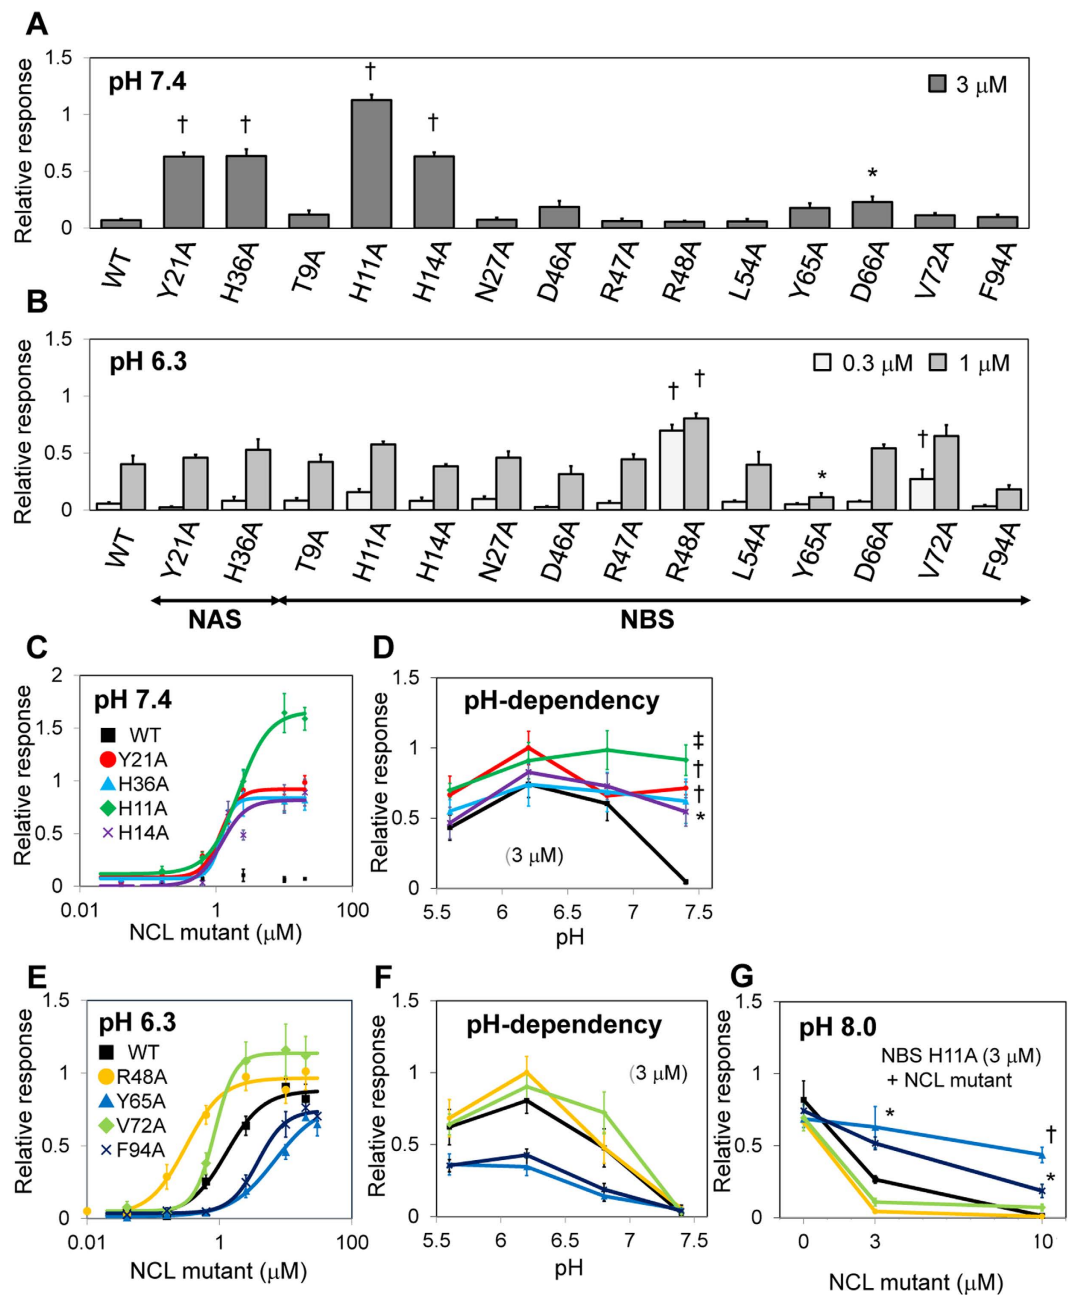 A
Relative response
1.5
1
0.5
0
pH 7.4
3 μM
† † † † *
WT Y21A H36A T9A H11A H14A N27A D46A R47A R48A L54A Y65A D66A V72A F94A
B
Relative response
1.5
1
0.5
0
pH 6.3
0.3 μM 1 μM
† † * †
WT Y21A H36A T9A H11A H14A N27A D46A R47A R48A L54A Y65A D66A V72A F94A
NAS NBS
C
Relative response
2
1.5
1
0.5
0
pH 7.4
WT
Y21A
H36A
H11A
H14A
0.01 1 100
NCL mutant (μM)
D
Relative response
1.5
1
0.5
0
pH-dependency
‡
†
†
*
(3 μM)
5.5 6 6.5 7 7.5
pH
E
Relative response
1.5
1
0.5
0
pH 6.3
WT
R48A
Y65A
V72A
F94A
0.01 1 100
NCL mutant (μM)
F
Relative response
1.5
1
0.5
0
pH-dependency
(3 μM)
5.5 6 6.5 7 7.5
pH
G
Relative response
1.5
1
0.5
0
pH 8.0
NBS H11A (3 μM)
+ NCL mutant
*
†
*
0 3 10
NCL mutant (μM)